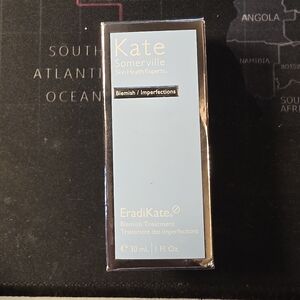 Kate
Somerville
Skin Health Experts.
Blemish / Imperfections
EradiKate
Blemish Treatment
Traitement des Imperfections
30 mL | 1 Fl. Oz.
SOUTH
ATLANTIC
OCEAN
ANGOLA
NAMIBIA